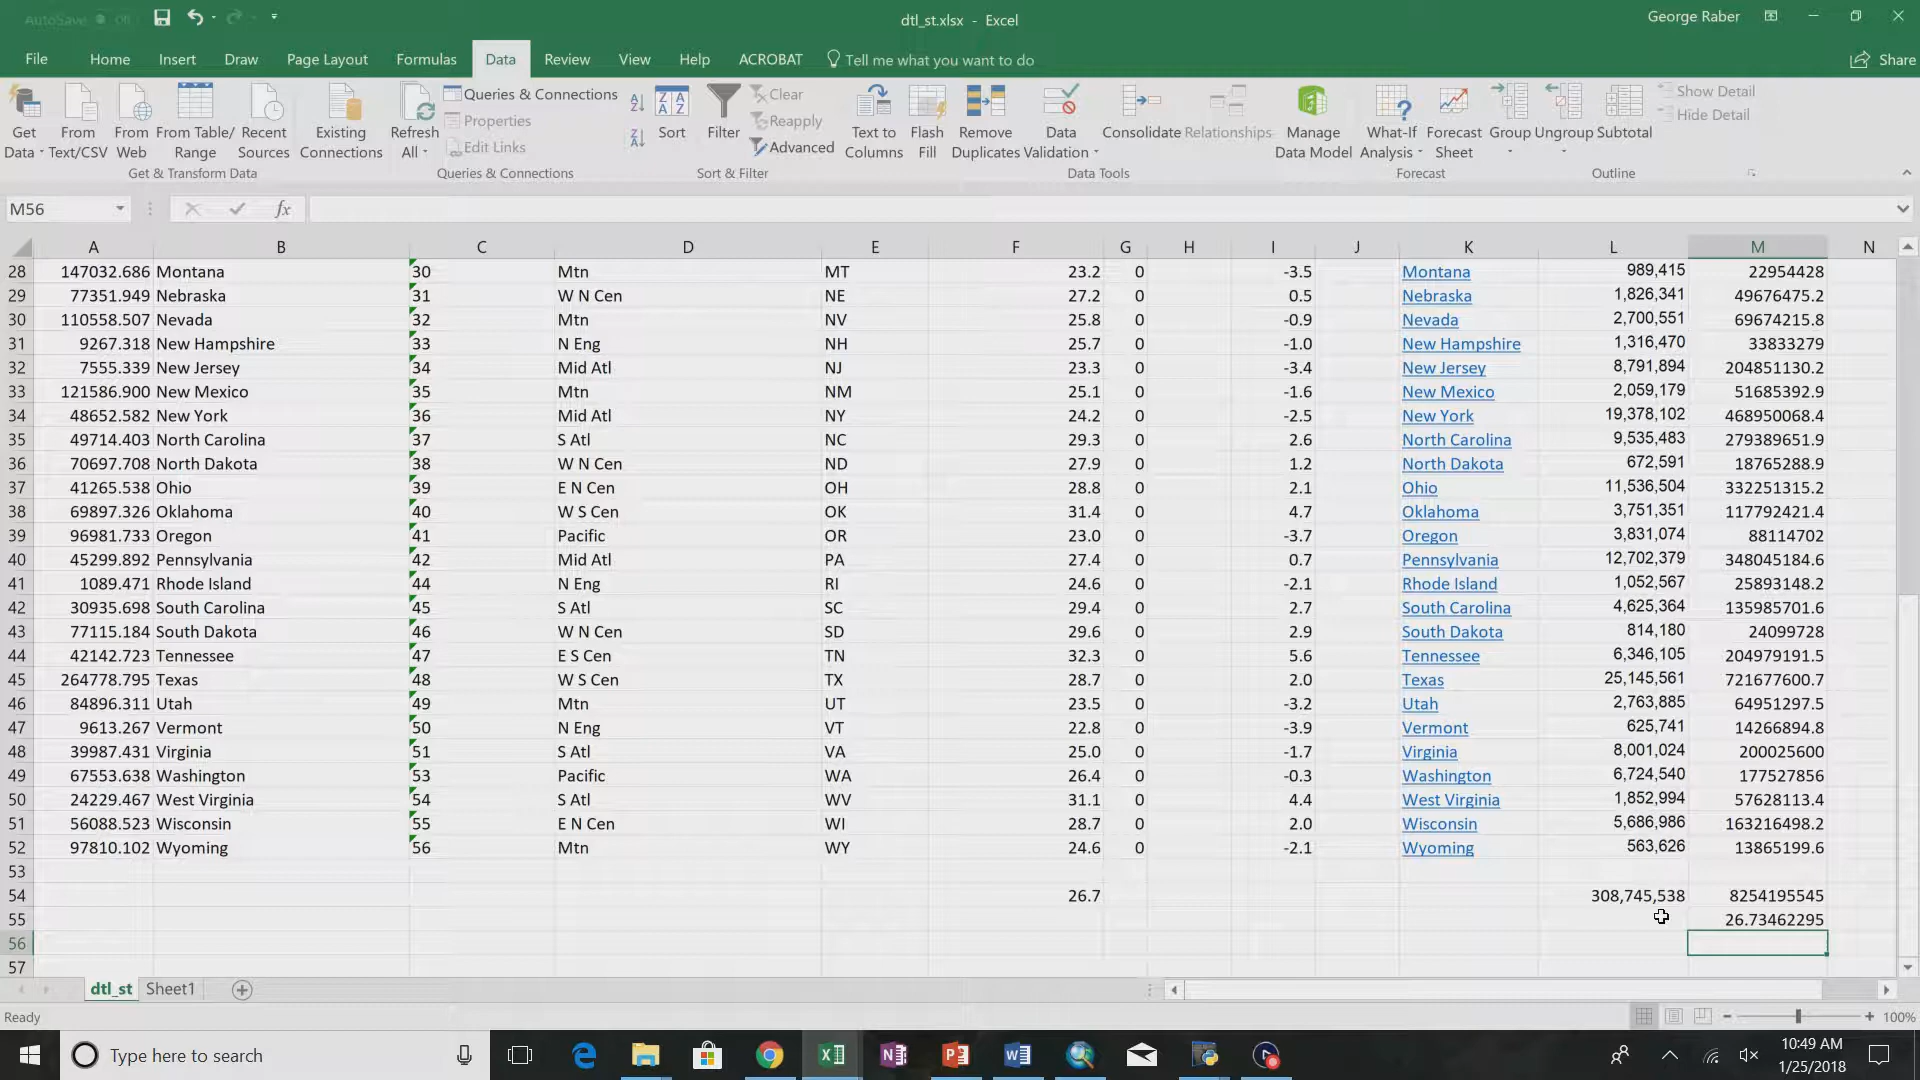 AutoSave Off dtl_st.xlsx - Excel George Raber
File Home Insert Draw Page Layout Formulas Data Review View Help ACROBAT Tell me what you want to do Share
Get Data From Text/CSV From Web From Table/Range Recent Sources Existing Connections Refresh All Queries & Connections Properties Edit Links Sort Filter Clear Reapply Advanced Text to Columns Flash Fill Remove Duplicates Data Validation Consolidate Relationships Manage Data Model What-If Analysis Forecast Sheet Group Ungroup Subtotal Show Detail Hide Detail
Get & Transform Data Queries & Connections Sort & Filter Data Tools Forecast Outline
M56 fx
A B C D E F G H I J K L M N
28 147032.686 Montana 30 Mtn MT 23.2 0 -3.5 Montana 989,415 22954428
29 77351.949 Nebraska 31 W N Cen NE 27.2 0 0.5 Nebraska 1,826,341 49676475.2
30 110558.507 Nevada 32 Mtn NV 25.8 0 -0.9 Nevada 2,700,551 69674215.8
31 9267.318 New Hampshire 33 N Eng NH 25.7 0 -1.0 New Hampshire 1,316,470 33833279
32 7555.339 New Jersey 34 Mid Atl NJ 23.3 0 -3.4 New Jersey 8,791,894 204851130.2
33 121586.900 New Mexico 35 Mtn NM 25.1 0 -1.6 New Mexico 2,059,179 51685392.9
34 48652.582 New York 36 Mid Atl NY 24.2 0 -2.5 New York 19,378,102 468950068.4
35 49714.403 North Carolina 37 S Atl NC 29.3 0 2.6 North Carolina 9,535,483 279389651.9
36 70697.708 North Dakota 38 W N Cen ND 27.9 0 1.2 North Dakota 672,591 18765288.9
37 41265.538 Ohio 39 E N Cen OH 28.8 0 2.1 Ohio 11,536,504 332251315.2
38 69897.326 Oklahoma 40 W S Cen OK 31.4 0 4.7 Oklahoma 3,751,351 117792421.4
39 96981.733 Oregon 41 Pacific OR 23.0 0 -3.7 Oregon 3,831,074 88114702
40 45299.892 Pennsylvania 42 Mid Atl PA 27.4 0 0.7 Pennsylvania 12,702,379 348045184.6
41 1089.471 Rhode Island 44 N Eng RI 24.6 0 -2.1 Rhode Island 1,052,567 25893148.2
42 30935.698 South Carolina 45 S Atl SC 29.4 0 2.7 South Carolina 4,625,364 135985701.6
43 77115.184 South Dakota 46 W N Cen SD 29.6 0 2.9 South Dakota 814,180 24099728
44 42142.723 Tennessee 47 E S Cen TN 32.3 0 5.6 Tennessee 6,346,105 204979191.5
45 264778.795 Texas 48 W S Cen TX 28.7 0 2.0 Texas 25,145,561 721677600.7
46 84896.311 Utah 49 Mtn UT 23.5 0 -3.2 Utah 2,763,885 64951297.5
47 9613.267 Vermont 50 N Eng VT 22.8 0 -3.9 Vermont 625,741 14266894.8
48 39987.431 Virginia 51 S Atl VA 25.0 0 -1.7 Virginia 8,001,024 200025600
49 67553.638 Washington 53 Pacific WA 26.4 0 -0.3 Washington 6,724,540 177527856
50 24229.467 West Virginia 54 S Atl WV 31.1 0 4.4 West Virginia 1,852,994 57628113.4
51 56088.523 Wisconsin 55 E N Cen WI 28.7 0 2.0 Wisconsin 5,686,986 163216498.2
52 97810.102 Wyoming 56 Mtn WY 24.6 0 -2.1 Wyoming 563,626 13865199.6
53
54 26.7 308,745,538 8254195545
55 26.73462295
56
57
dtl_st Sheet1
Ready 100%
Type here to search 10:49 AM
1/25/2018